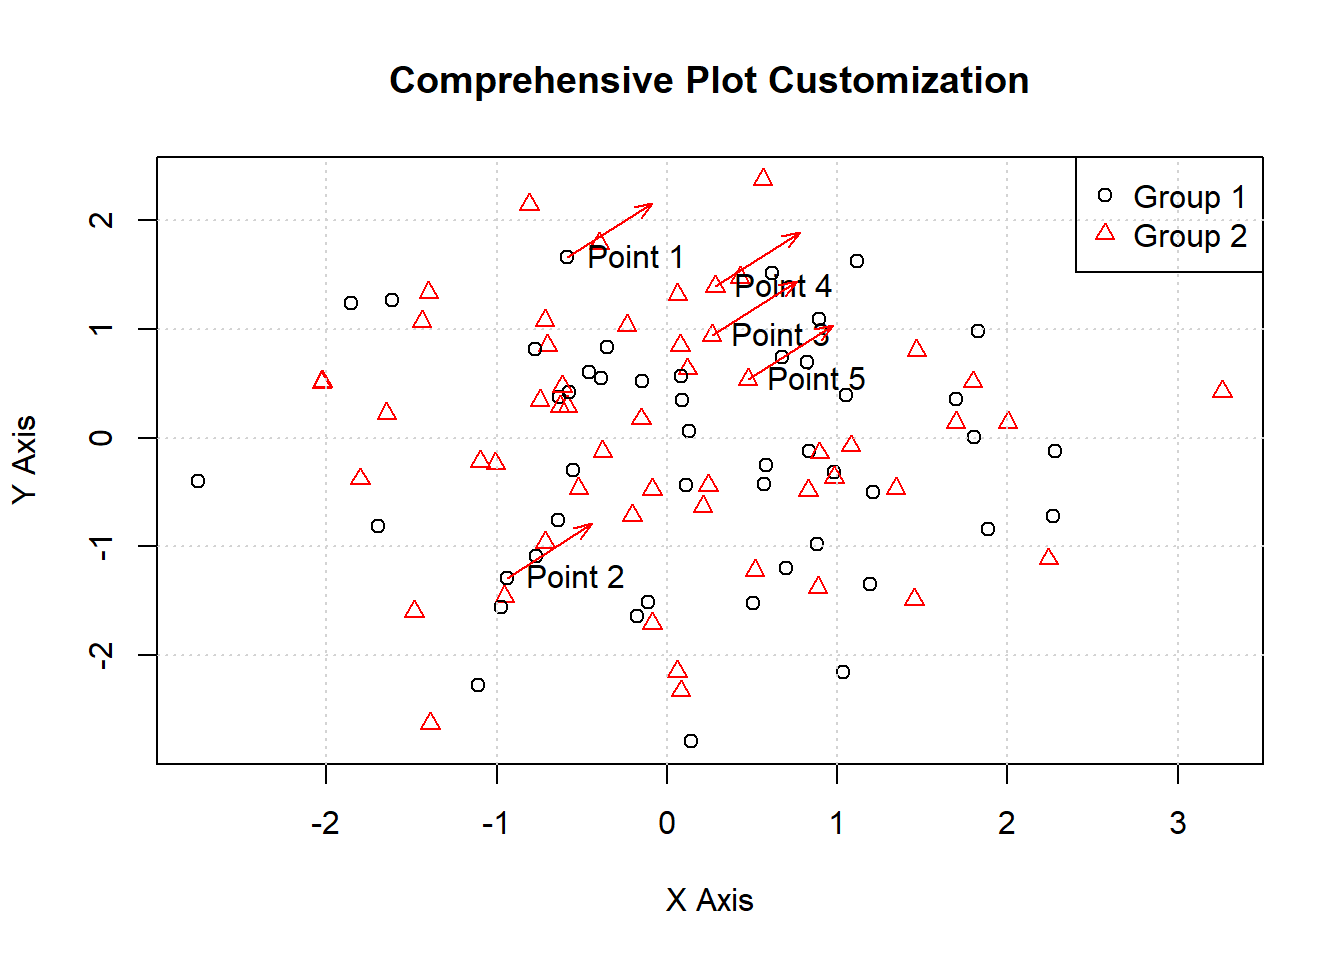 Comprehensive Plot Customization
Group 1
Group 2
Point 1
Point 4
Point 3
Point 5
Point 2
Y Axis
2
1
0
-1
-2
-2
-1
0
1
2
3
X Axis